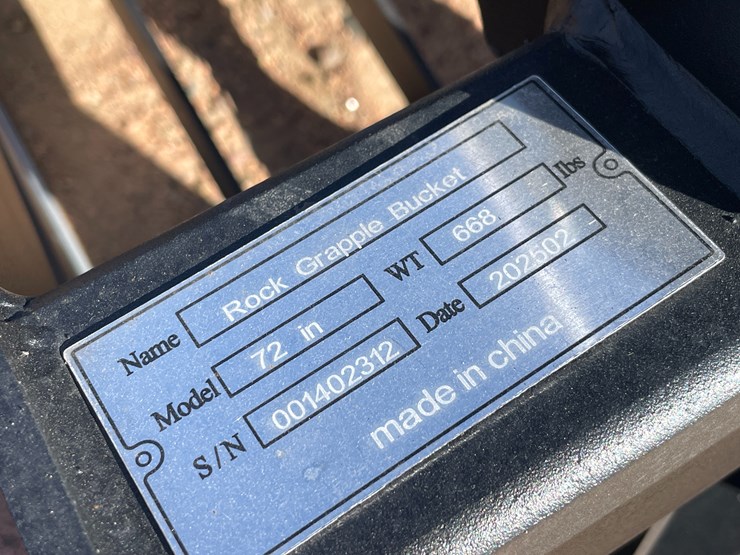 Name Rock Grapple Bucket
Model 72 in WT 668 lbs
S/N 001402312 Date 202502
made in china